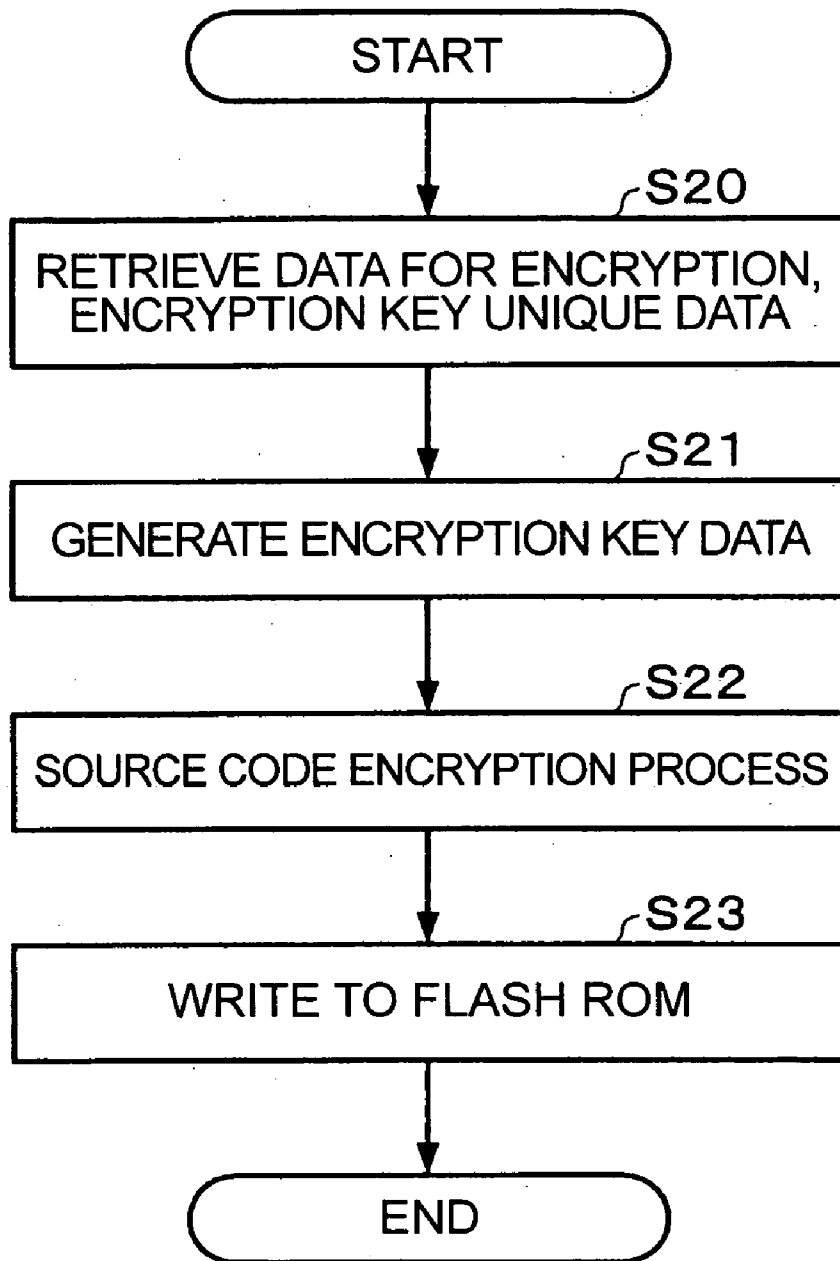 START
S20
RETRIEVE DATA FOR ENCRYPTION,
ENCRYPTION KEY UNIQUE DATA
S21
GENERATE ENCRYPTION KEY DATA
S22
SOURCE CODE ENCRYPTION PROCESS
S23
WRITE TO FLASH ROM
END